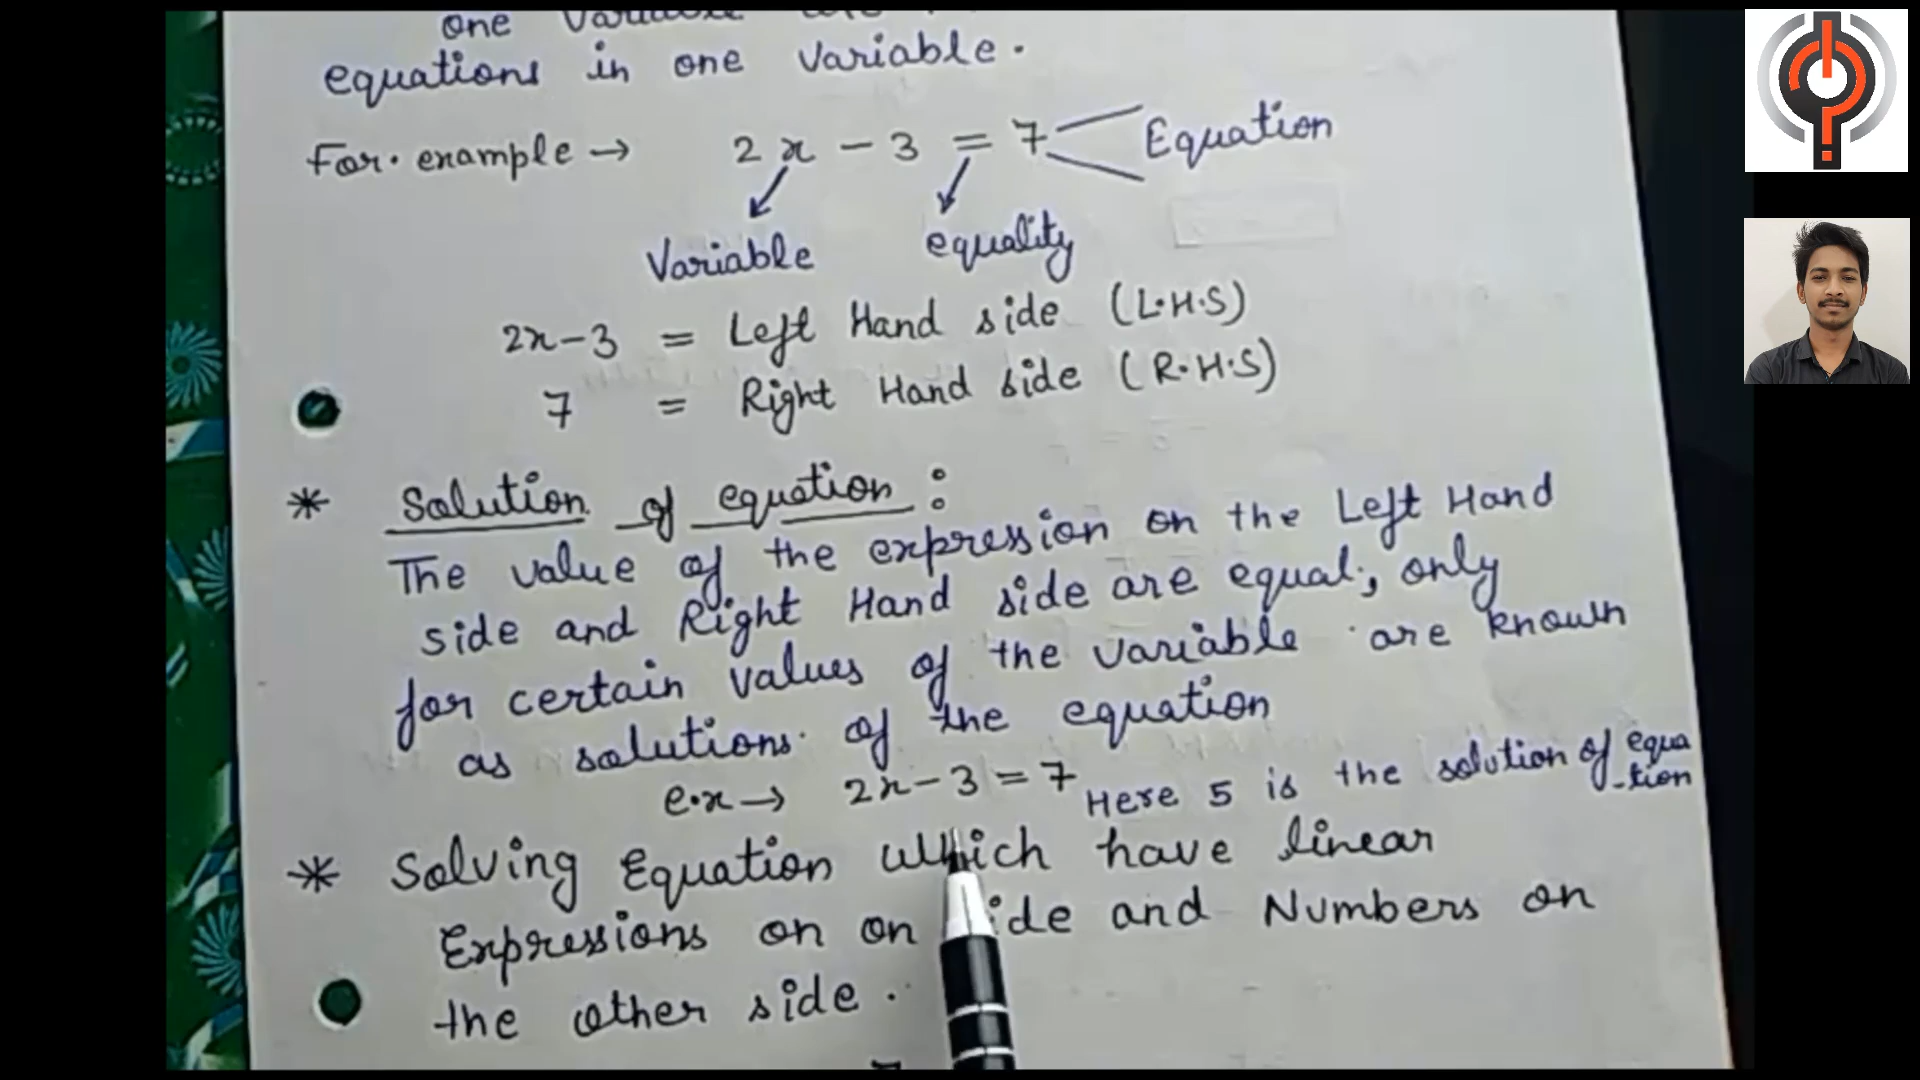 one Variable
equations in one Variable.
For. example → 2x - 3 = 7 Equation
Variable equality
2x-3 = Left Hand side (L.H.S)
7 = Right Hand side (R.H.S)
* Solution of equation :
The value of the expression on the Left Hand
side and Right Hand side are equal, only
for certain values of the variable are known
as solutions of the equation
e.x → 2x-3 = 7 Here 5 is the solution of equa
-tion
* Solving Equation which have linear
Expressions on on ide and Numbers on
the other side.